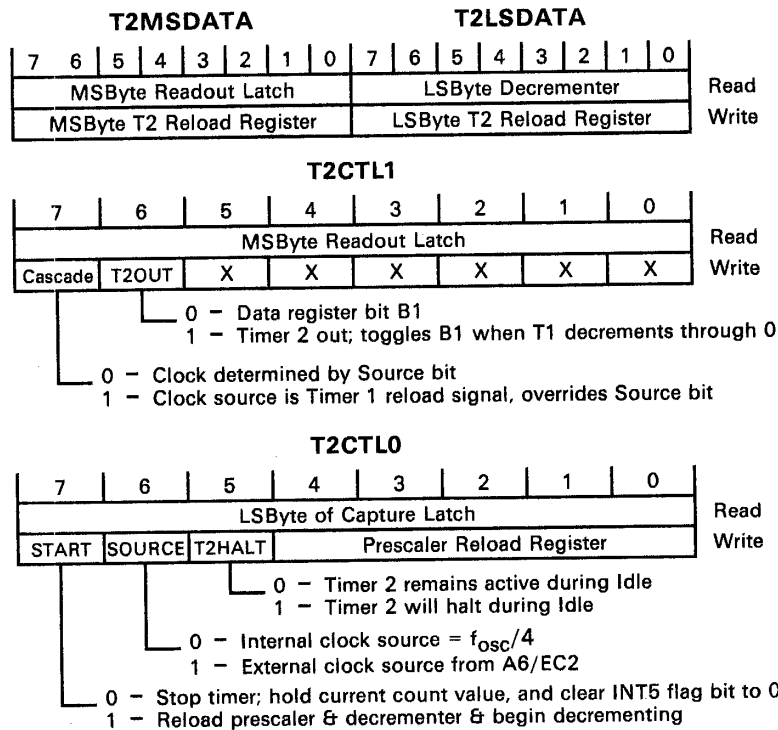 T2MSDATA T2LSDATA
7 6 5 4 3 2 1 0 7 6 5 4 3 2 1 0
MSByte Readout Latch LSByte Decrementer Read
MSByte T2 Reload Register LSByte T2 Reload Register Write
T2CTL1
7 6 5 4 3 2 1 0
MSByte Readout Latch Read
Cascade T2OUT X X X X X X Write
0 – Data register bit B1
1 – Timer 2 out; toggles B1 when T1 decrements through 0
0 – Clock determined by Source bit
1 – Clock source is Timer 1 reload signal, overrides Source bit
T2CTL0
7 6 5 4 3 2 1 0
LSByte of Capture Latch Read
START SOURCE T2HALT Prescaler Reload Register Write
0 – Timer 2 remains active during Idle
1 – Timer 2 will halt during Idle
0 – Internal clock source = fosc/4
1 – External clock source from A6/EC2
0 – Stop timer; hold current count value, and clear INT5 flag bit to 0
1 – Reload prescaler & decrementer & begin decrementing